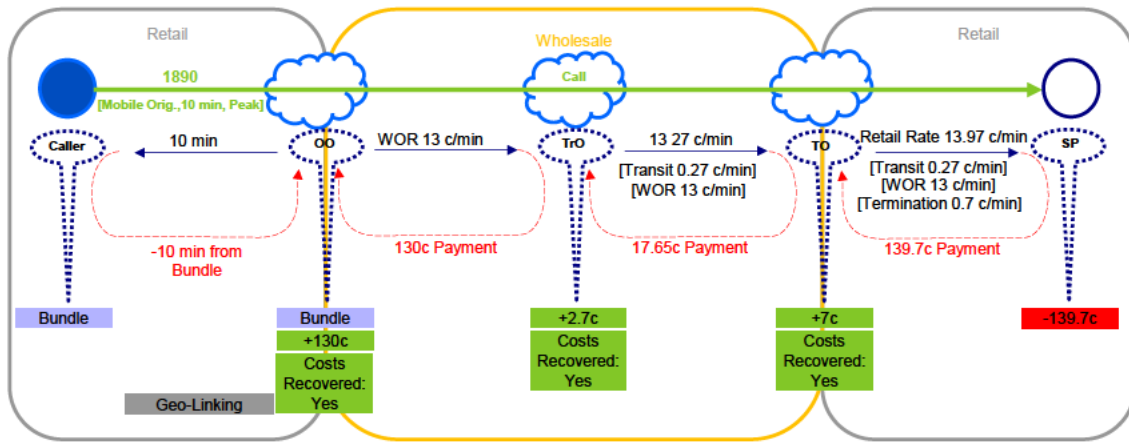 Retail
Wholesale
Retail
1890
Call
[Mobile Orig.,10 min, Peak]
Caller
10 min
OO
WOR 13 c/min
TrO
13 27 c/min
[Transit 0.27 c/min]
[WOR 13 c/min]
TO
Retail Rate 13.97 c/min
[Transit 0.27 c/min]
[WOR 13 c/min]
[Termination 0.7 c/min]
SP
-10 min from
Bundle
130c Payment
17.65c Payment
139.7c Payment
Bundle
Bundle
+130c
Costs
Recovered:
Yes
+2.7c
Costs
Recovered:
Yes
+7c
Costs
Recovered:
Yes
-139.7c
Geo-Linking